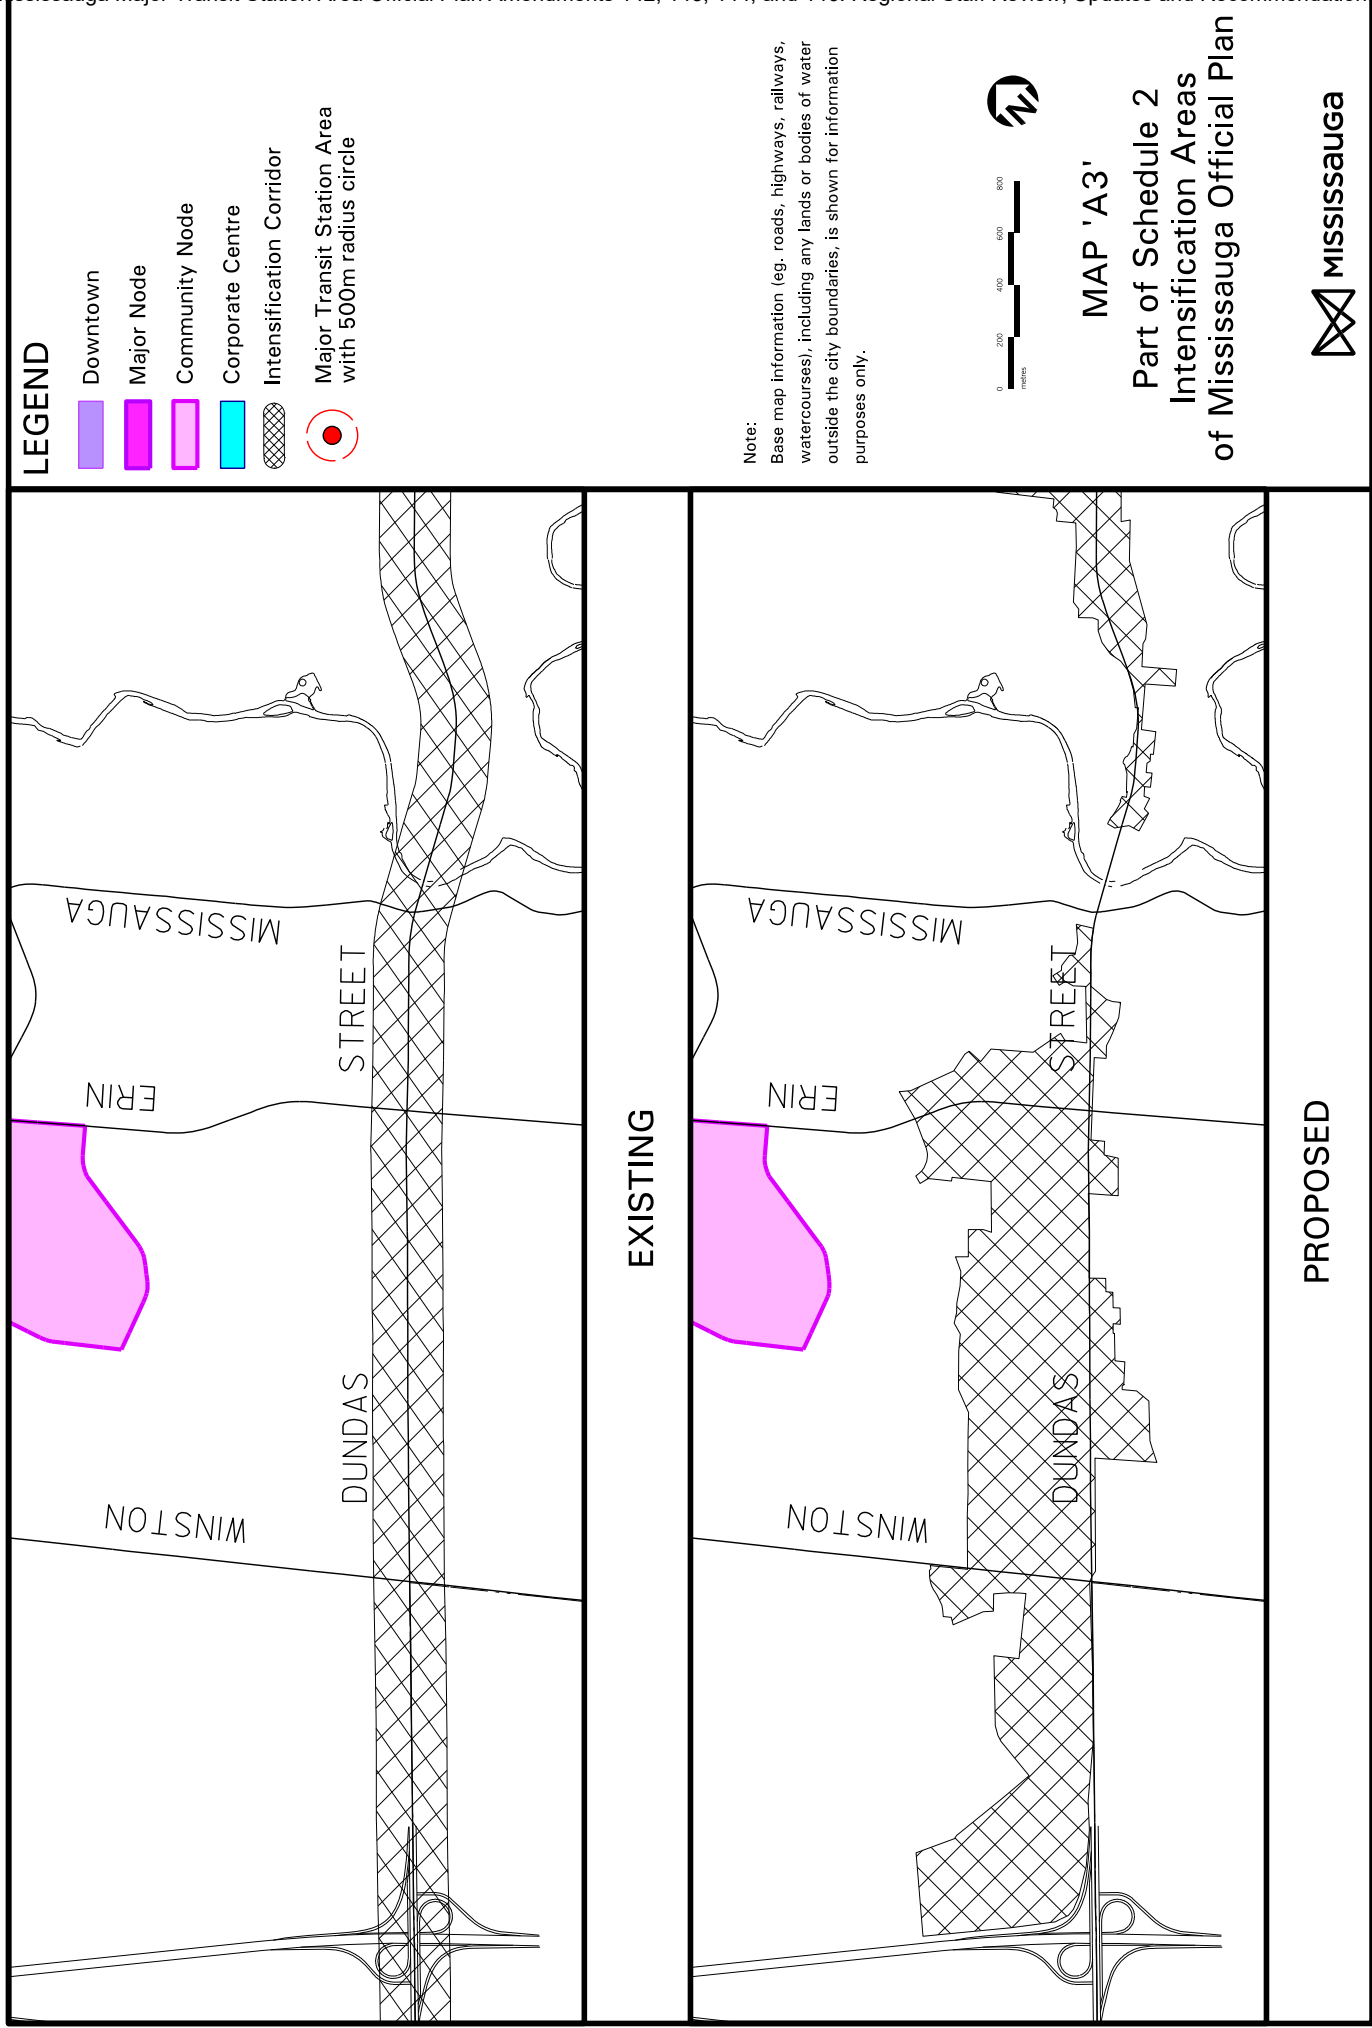 LEGEND
Downtown
Major Node
Community Node
Corporate Centre
Intensification Corridor
Major Transit Station Area
with 500m radius circle
Note:
Base map information (eg. roads, highways, railways,
watercourses), including any lands or bodies of water
outside the city boundaries, is shown for information
purposes only.
0 200 400 600 800
metres
MAP 'A3'
Part of Schedule 2
Intensification Areas
of Mississauga Official Plan
MISSISSAUGA
WINSTON
DUNDAS
ERIN
STREET
MISSISSAUGA
EXISTING
WINSTON
DUNDAS
ERIN
STREET
MISSISSAUGA
PROPOSED